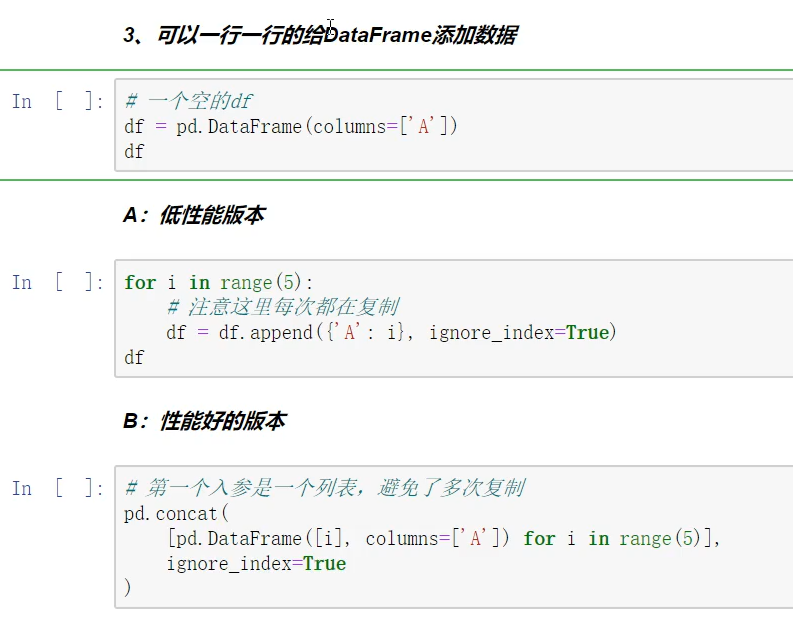 3、可以一行一行的给DataFrame添加数据
In [ ]:
# 一个空的df
df = pd.DataFrame(columns=['A'])
df
A：低性能版本
In [ ]:
for i in range(5):
# 注意这里每次都在复制
df = df.append({'A': i}, ignore_index=True)
df
B：性能好的版本
In [ ]:
# 第一个入参是一个列表，避免了多次复制
pd.concat(
[pd.DataFrame([i], columns=['A']) for i in range(5)],
ignore_index=True
)